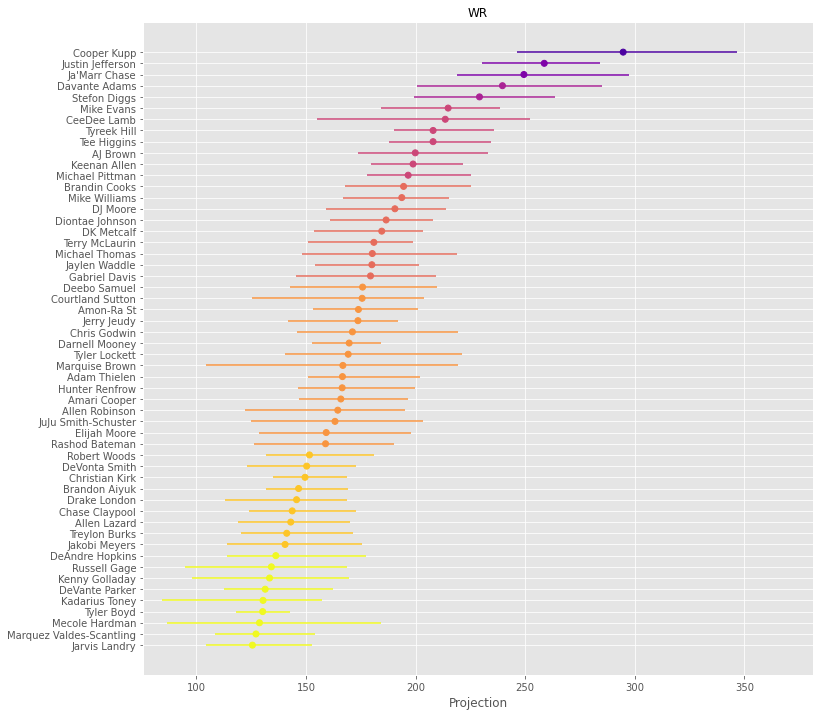 WR
Cooper Kupp
Justin Jefferson
Ja'Marr Chase
Davante Adams
Stefon Diggs
Mike Evans
CeeDee Lamb
Tyreek Hill
Tee Higgins
AJ Brown
Keenan Allen
Michael Pittman
Brandin Cooks
Mike Williams
DJ Moore
Diontae Johnson
DK Metcalf
Terry McLaurin
Michael Thomas
Jaylen Waddle
Gabriel Davis
Deebo Samuel
Courtland Sutton
Amon-Ra St
Jerry Jeudy
Chris Godwin
Darnell Mooney
Tyler Lockett
Marquise Brown
Adam Thielen
Hunter Renfrow
Amari Cooper
Allen Robinson
JuJu Smith-Schuster
Elijah Moore
Rashod Bateman
Robert Woods
DeVonta Smith
Christian Kirk
Brandon Aiyuk
Drake London
Chase Claypool
Allen Lazard
Treylon Burks
Jakobi Meyers
DeAndre Hopkins
Russell Gage
Kenny Golladay
DeVante Parker
Kadarius Toney
Tyler Boyd
Mecole Hardman
Marquez Valdes-Scantling
Jarvis Landry
100 150 200 250 300 350
Projection